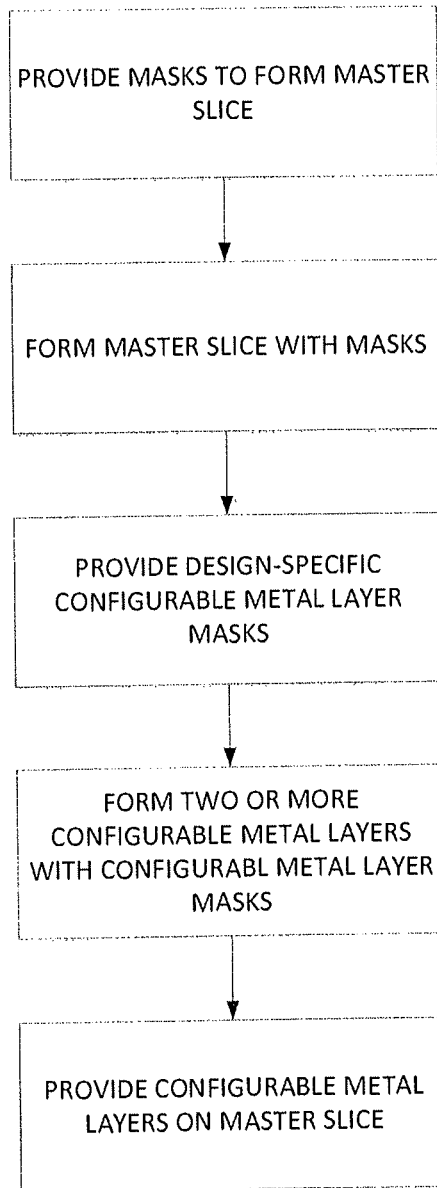 PROVIDE MASKS TO FORM MASTER
SLICE
FORM MASTER SLICE WITH MASKS
PROVIDE DESIGN-SPECIFIC
CONFIGURABLE METAL LAYER
MASKS
FORM TWO OR MORE
CONFIGURABLE METAL LAYERS
WITH CONFIGURABL METAL LAYER
MASKS
PROVIDE CONFIGURABLE METAL
LAYERS ON MASTER SLICE